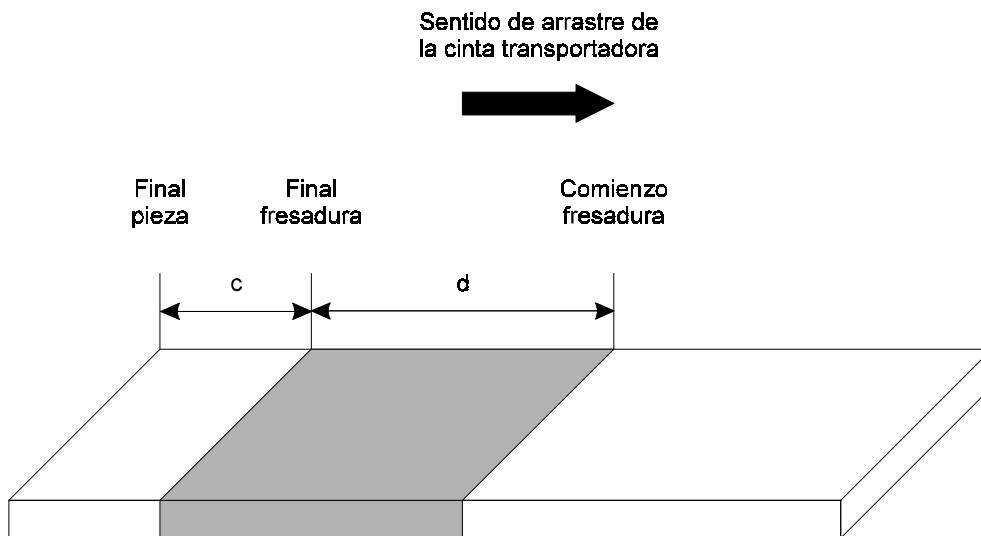 Sentido de arrastre de
la cinta transportadora
Final
pieza
Final
fresadura
Comienzo
fresadura
c
d